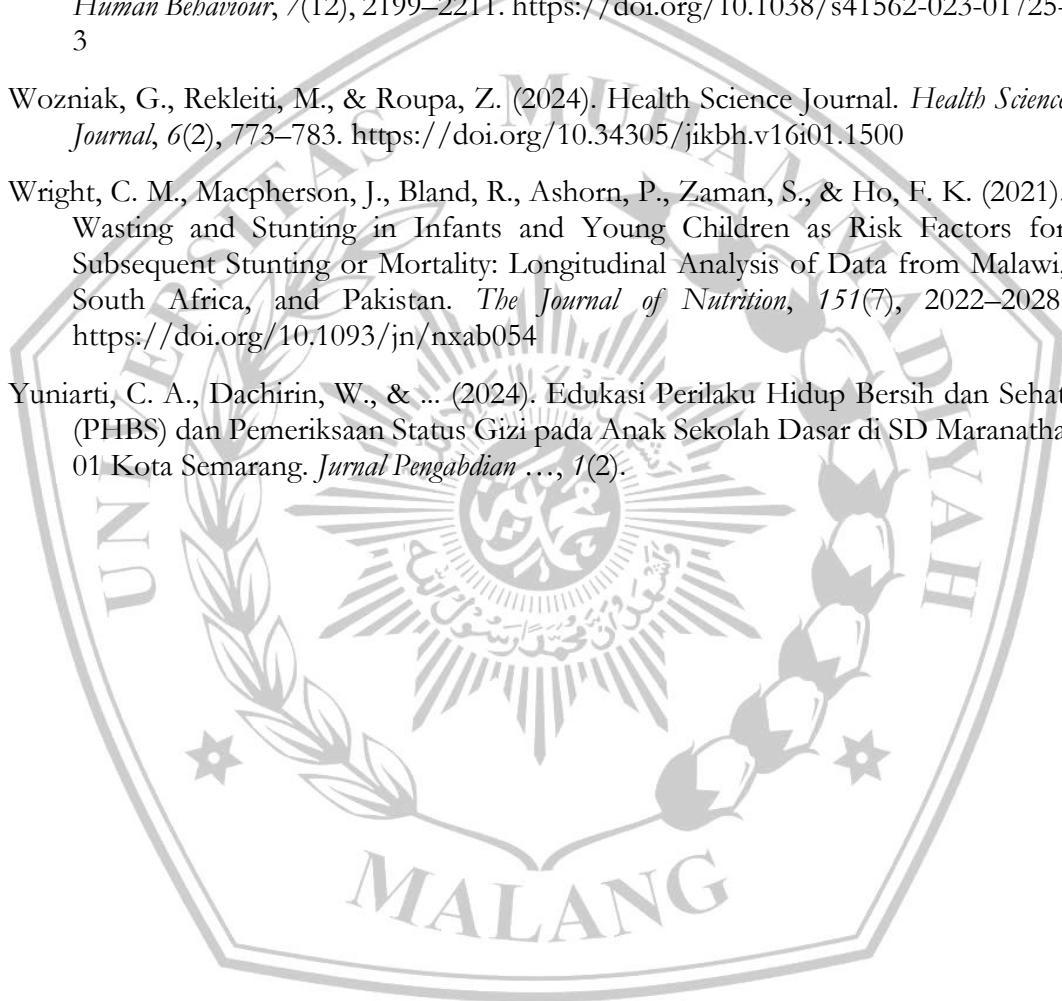 Human Behaviour, 7(12), 2199–2211. https://doi.org/10.1038/s41562-023-01725-
3
Wozniak, G., Rekleiti, M., & Roupa, Z. (2024). Health Science Journal. Health Science
Journal, 6(2), 773–783. https://doi.org/10.34305/jikbh.v16i01.1500
Wright, C. M., Macpherson, J., Bland, R., Ashorn, P., Zaman, S., & Ho, F. K. (2021).
Wasting and Stunting in Infants and Young Children as Risk Factors for
Subsequent Stunting or Mortality: Longitudinal Analysis of Data from Malawi,
South Africa, and Pakistan. The Journal of Nutrition, 151(7), 2022–2028.
https://doi.org/10.1093/jn/nxab054
Yuniarti, C. A., Dachirin, W., & ... (2024). Edukasi Perilaku Hidup Bersih dan Sehat
(PHBS) dan Pemeriksaan Status Gizi pada Anak Sekolah Dasar di SD Maranatha
01 Kota Semarang. Jurnal Pengabdian …, 1(2).
MUHAMMADIYAH
MALANG